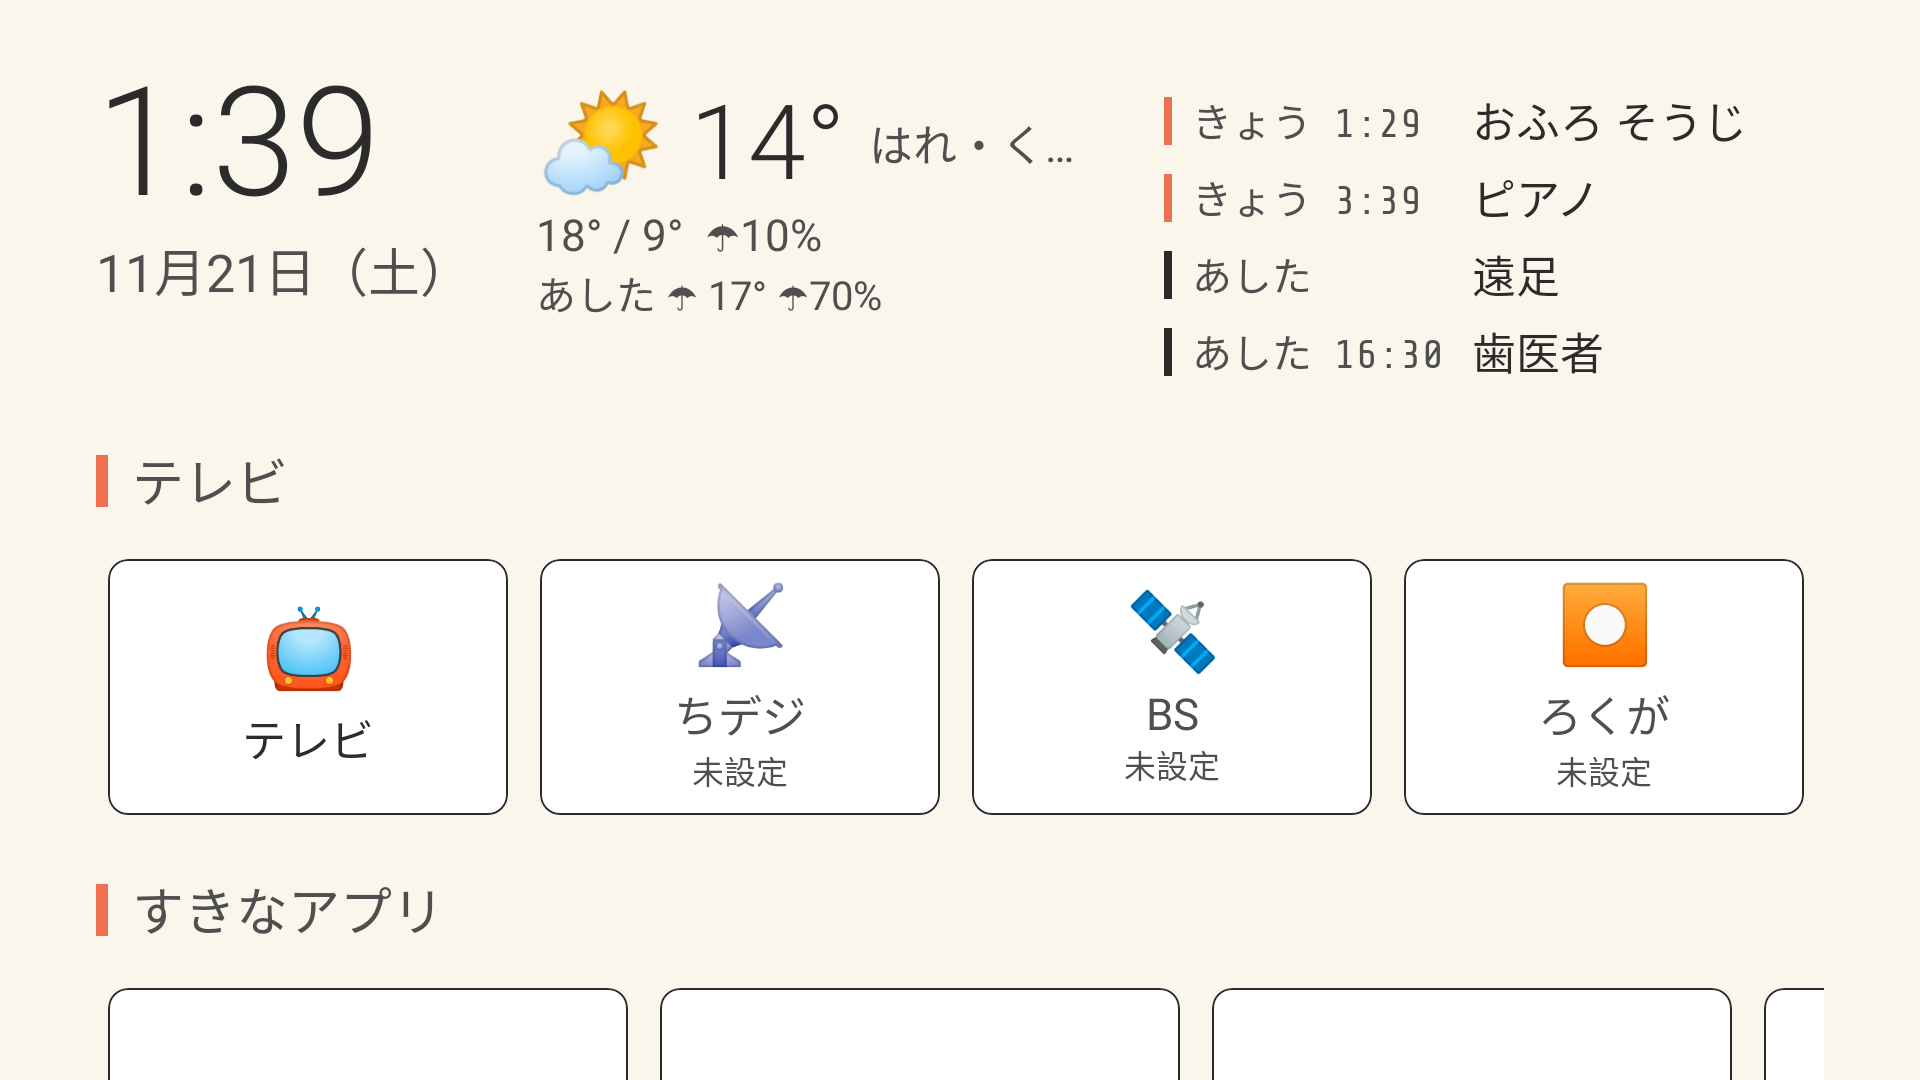 1:39
11月21日（土）
14° はれ・く…
18° / 9° ☂10%
あした ☂ 17° ☂70%
きょう 1:29 おふろ そうじ
きょう 3:39 ピアノ
あした 遠足
あした 16:30 歯医者
テレビ
テレビ
ちデジ
未設定
BS
未設定
ろくが
未設定
すきなアプリ